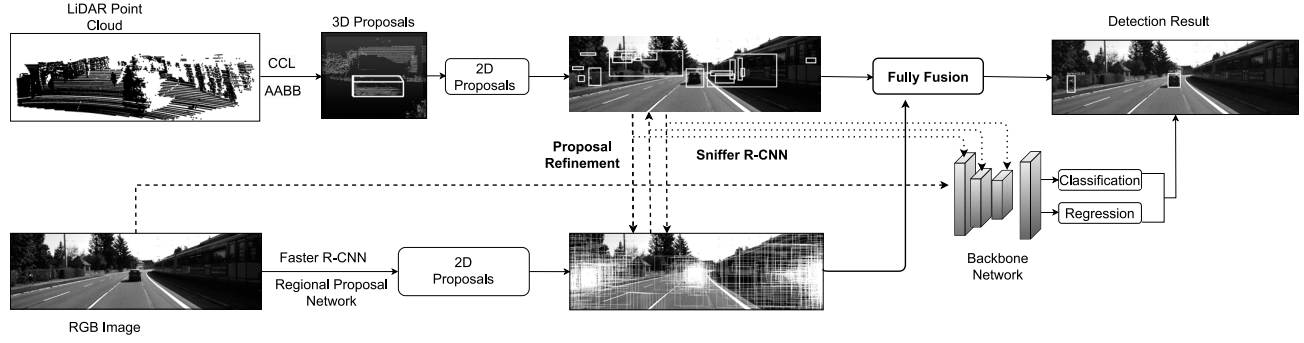 LiDAR Point
Cloud
CCL
AABB
3D Proposals
2D
Proposals
Fully Fusion
Detection Result
Proposal
Refinement
Sniffer R-CNN
Classification
Regression
Backbone
Network
Faster R-CNN
Regional Proposal
Network
2D
Proposals
RGB Image